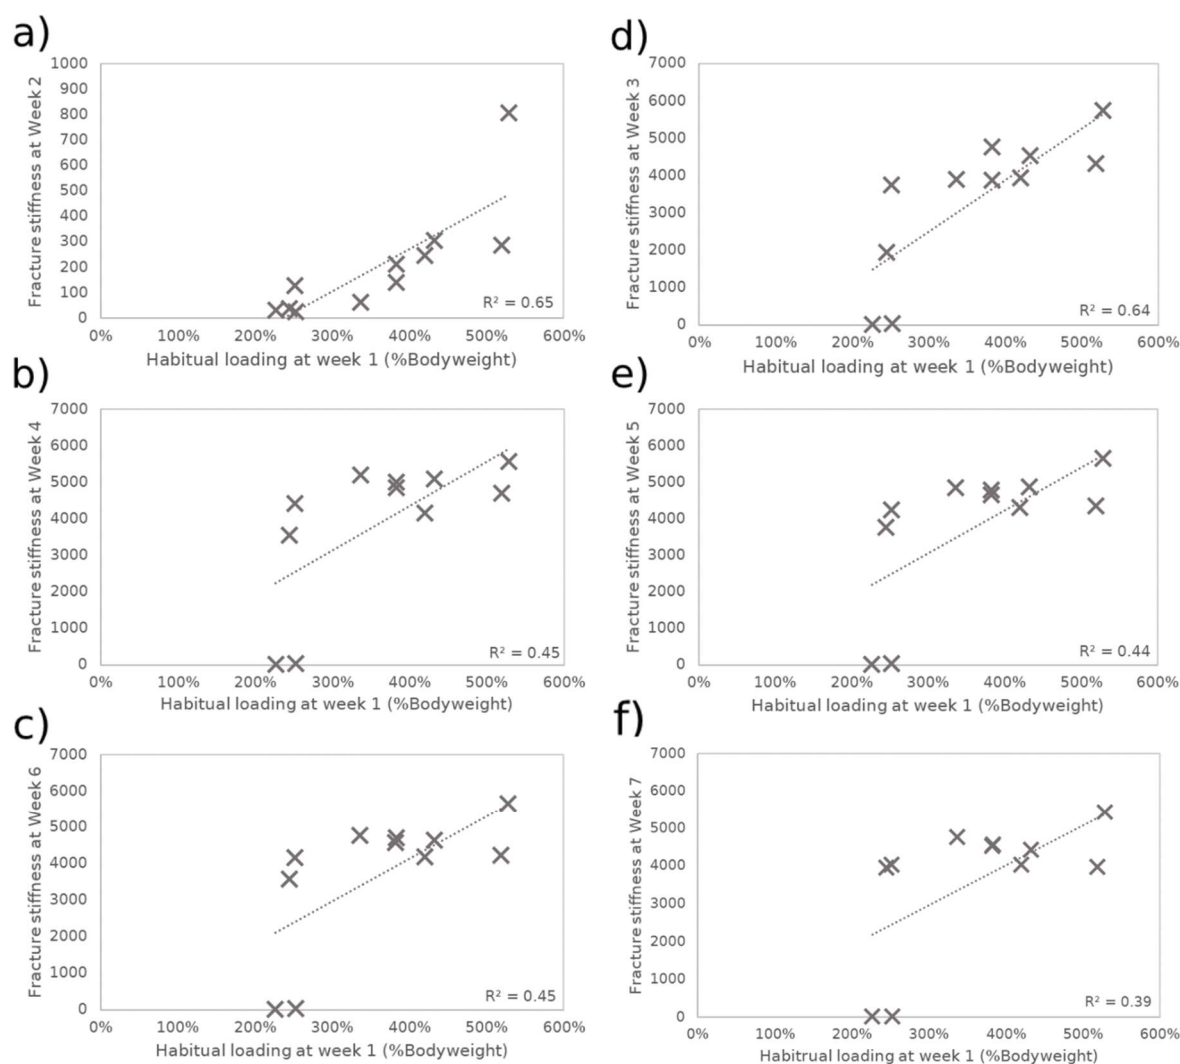 a)
Fracture stiffness at Week 2
1000
900
800
700
600
500
400
300
200
100
0
R² = 0.65
0% 100% 200% 300% 400% 500% 600%
Habitual loading at week 1 (%Bodyweight)
d)
Fracture stiffness at Week 3
7000
6000
5000
4000
3000
2000
1000
0
R² = 0.64
0% 100% 200% 300% 400% 500% 600%
Habitual loading at week 1 (%Bodyweight)
b)
Fracture stiffness at Week 4
7000
6000
5000
4000
3000
2000
1000
0
R² = 0.45
0% 100% 200% 300% 400% 500% 600%
Habitual loading at week 1 (%Bodyweight)
e)
Fracture stiffness at Week 5
7000
6000
5000
4000
3000
2000
1000
0
R² = 0.44
0% 100% 200% 300% 400% 500% 600%
Habitual loading at week 1 (%Bodyweight)
c)
Fracture stiffness at Week 6
7000
6000
5000
4000
3000
2000
1000
0
R² = 0.45
0% 100% 200% 300% 400% 500% 600%
Habitual loading at week 1 (%Bodyweight)
f)
Fracture stiffness at Week 7
7000
6000
5000
4000
3000
2000
1000
0
R² = 0.39
0% 100% 200% 300% 400% 500% 600%
Habitrual loading at week 1 (%Bodyweight)